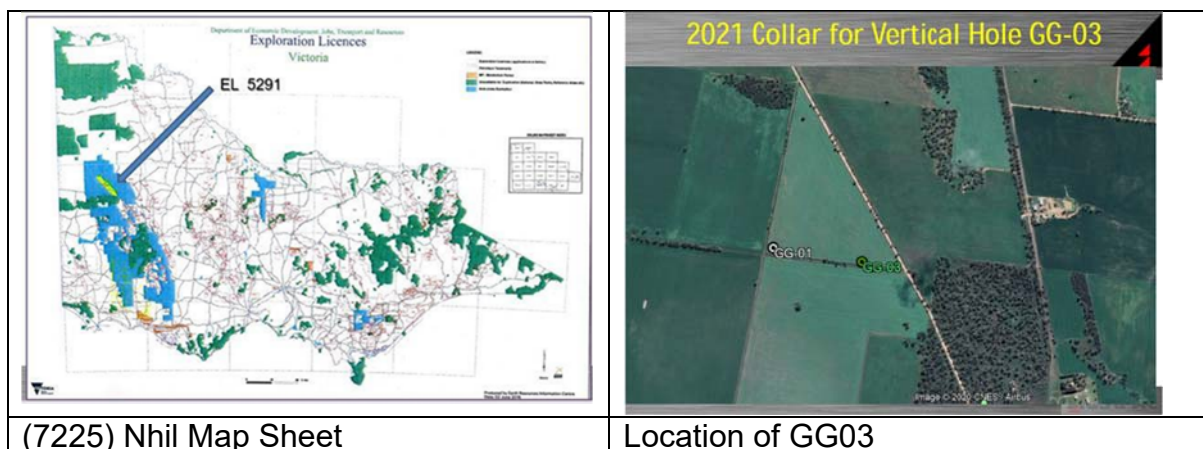 Department of Economic Development, Jobs, Transport and Resources
Exploration Licences
Victoria
EL 5291
LEGEND
(7225) Nhil Map Sheet
2021 Collar for Vertical Hole GG-03
GG-01
GG-03
Image © 2020 CNES / Airbus
Location of GG03